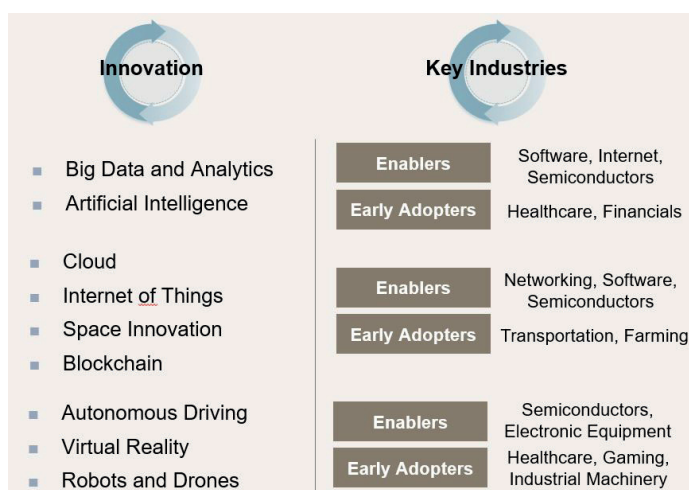 Innovation
Key Industries
Big Data and Analytics
Artificial Intelligence
Enablers
Software, Internet,
Semiconductors
Early Adopters
Healthcare, Financials
Cloud
Internet of Things
Space Innovation
Blockchain
Enablers
Networking, Software,
Semiconductors
Early Adopters
Transportation, Farming
Autonomous Driving
Virtual Reality
Robots and Drones
Enablers
Semiconductors,
Electronic Equipment
Early Adopters
Healthcare, Gaming,
Industrial Machinery